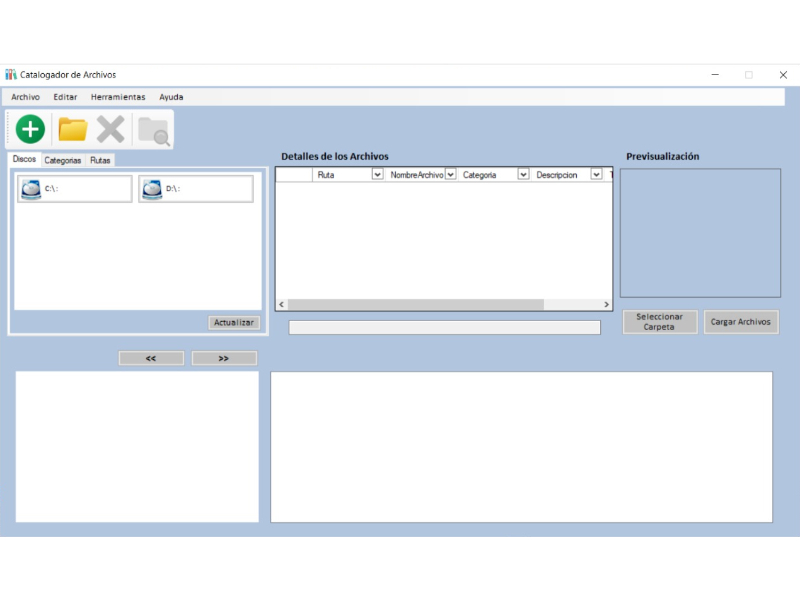 Catalogador de Archivos
Archivo Editar Herramientas Ayuda
Discos Categorias Rutas
C:\:
D:\:
Actualizar
<< >>
Detalles de los Archivos
Ruta NombreArchivo Categoria Descripcion
Previsualización
Seleccionar
Carpeta
Cargar Archivos